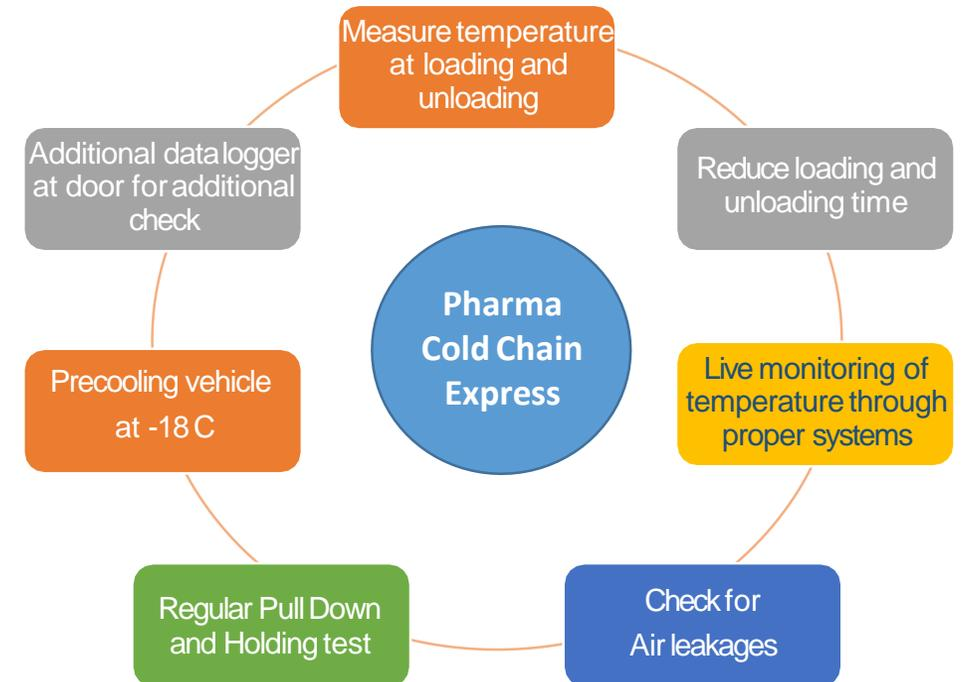 Measure temperature
at loading and
unloading
Additional data logger
at door for additional
check
Reduce loading and
unloading time
Pharma
Cold Chain
Express
Precooling vehicle
at -18 C
Live monitoring of
temperature through
proper systems
Regular Pull Down
and Holding test
Check for
Air leakages